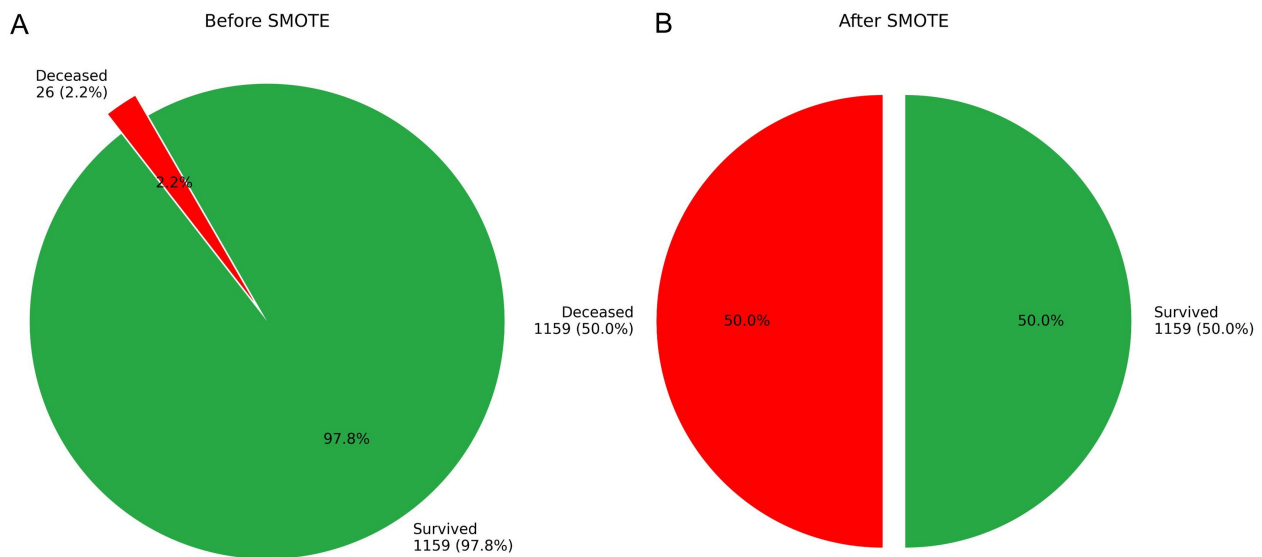 A
Before SMOTE
Deceased
26 (2.2%)
2.2%
97.8%
Survived
1159 (97.8%)
B
After SMOTE
Deceased
1159 (50.0%)
50.0%
50.0%
Survived
1159 (50.0%)